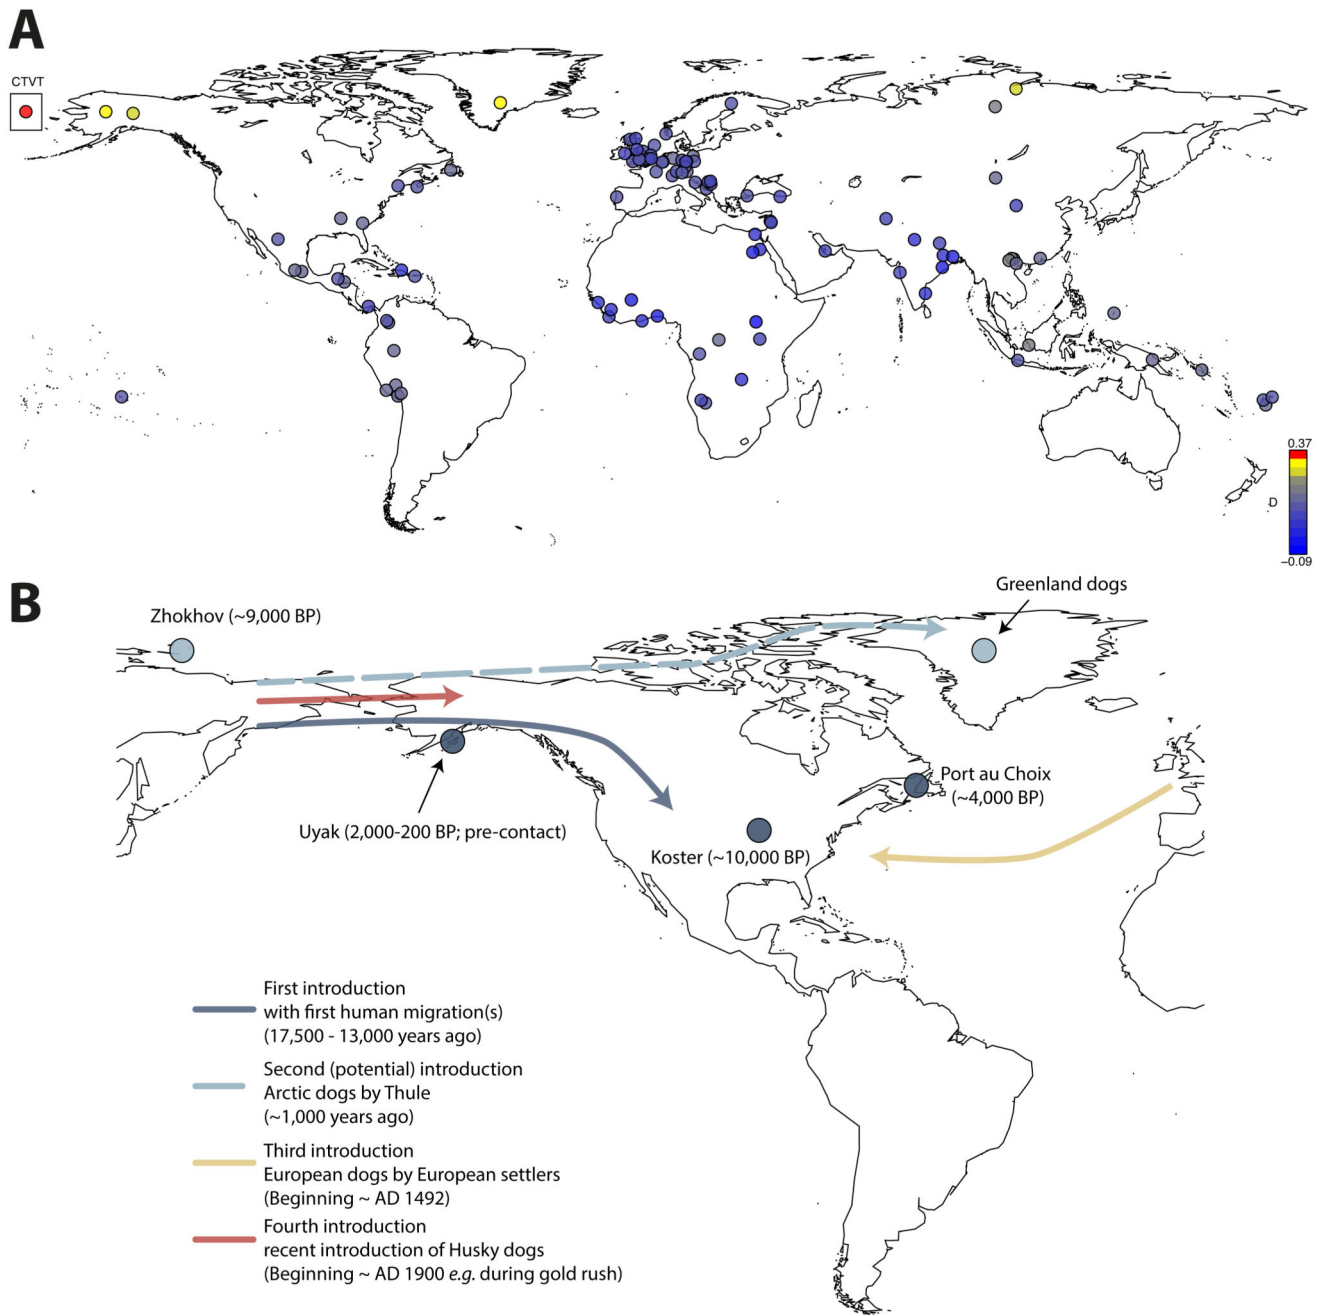 A
CTVT
0.37
D
−0.09
B
Greenland dogs
Zhokhov (~9,000 BP)
Port au Choix
(~4,000 BP)
Uyak (2,000-200 BP; pre-contact)
Koster (~10,000 BP)
First introduction
with first human migration(s)
(17,500 - 13,000 years ago)
Second (potential) introduction
Arctic dogs by Thule
(~1,000 years ago)
Third introduction
European dogs by European settlers
(Beginning ~ AD 1492)
Fourth introduction
recent introduction of Husky dogs
(Beginning ~ AD 1900 e.g. during gold rush)